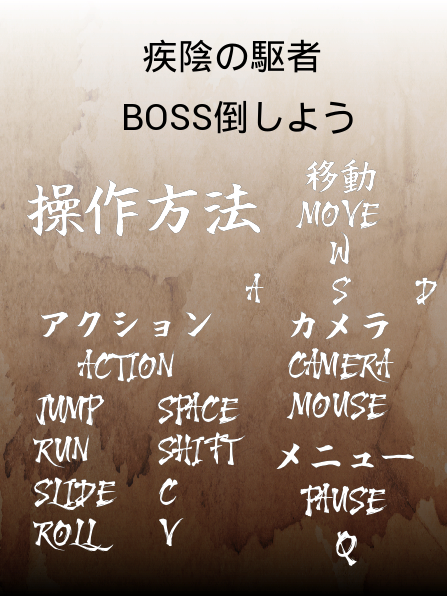 疾陰の駆者
BOSS倒しよう
操作方法
移動
MOVE
W
A S D
アクション
ACTION
JUMP SPACE
RUN SHIFT
SLIDE C
ROLL V
カメラ
CAMERA
MOUSE
メニュー
PAUSE
Q